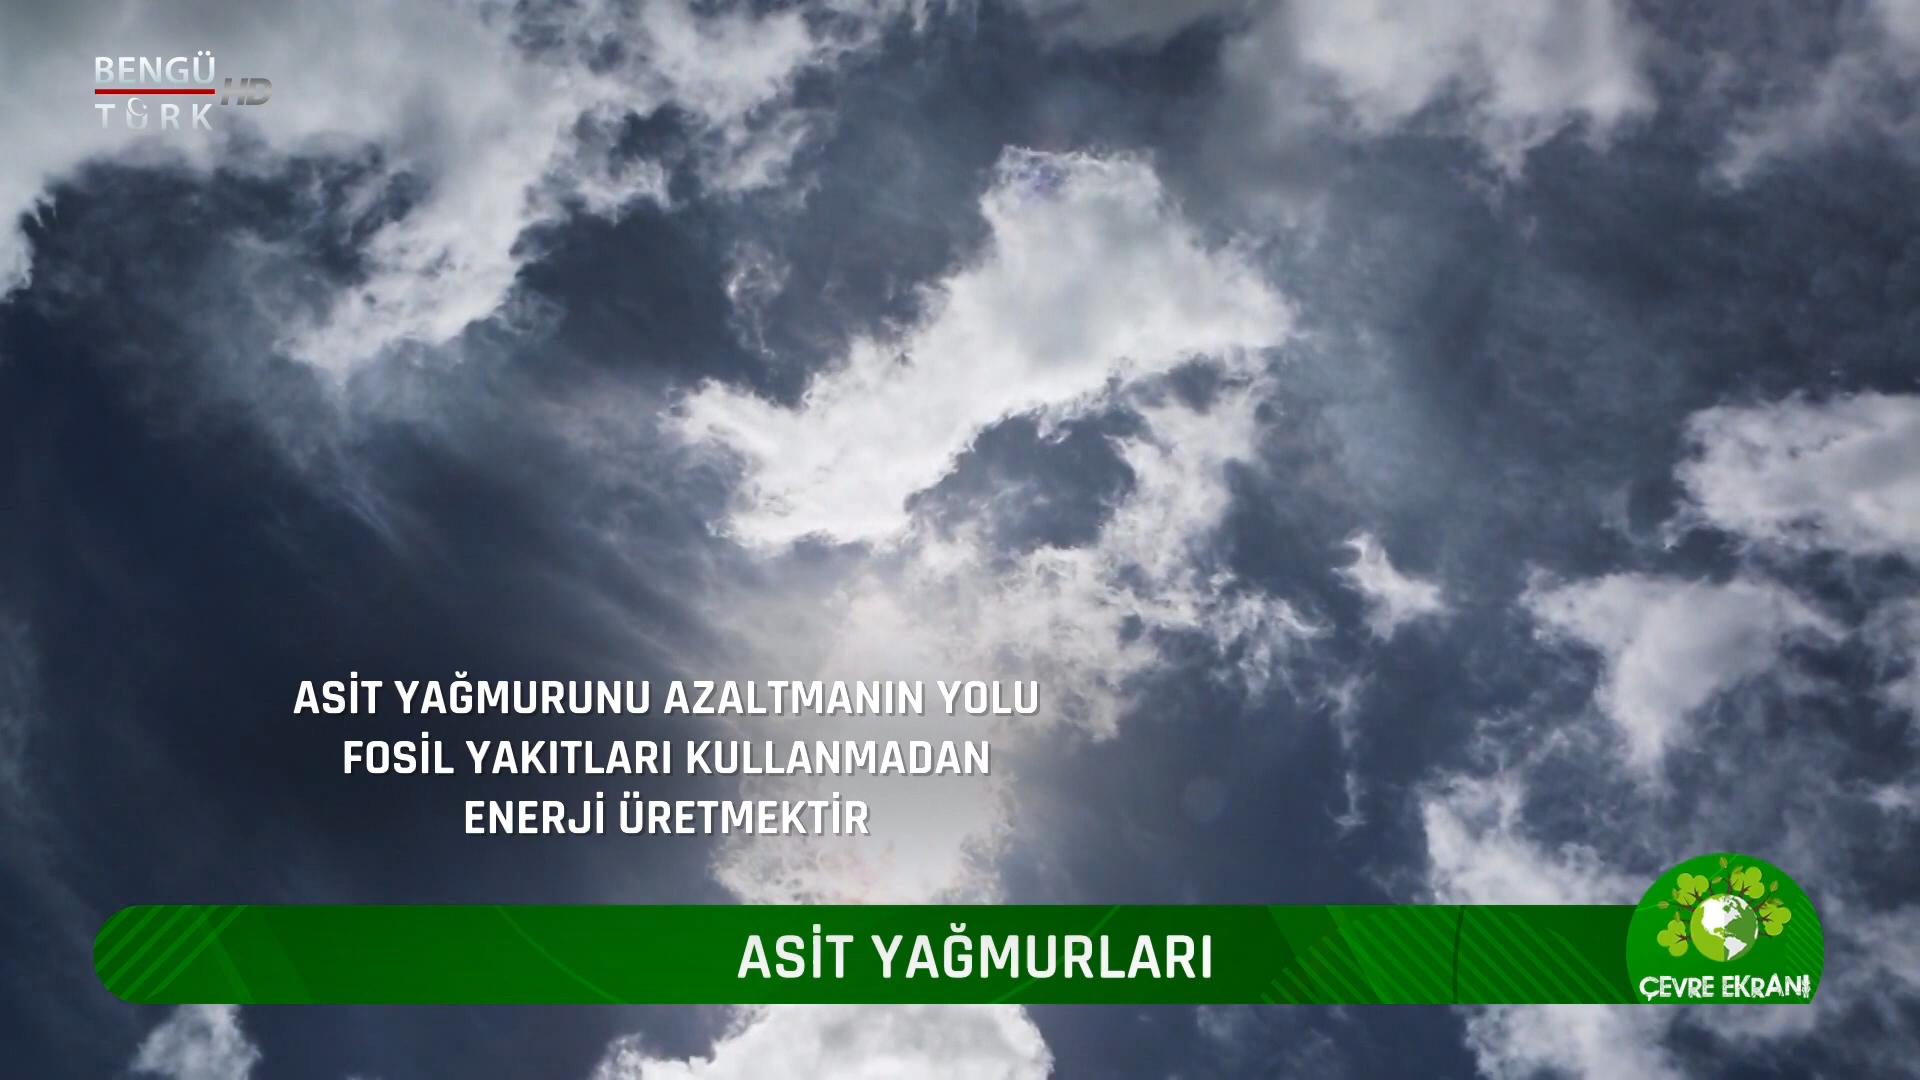 BENGÜ
TÜRK HD
ASİT YAĞMURUNU AZALTMANIN YOLU
FOSİL YAKITLARI KULLANMADAN
ENERJİ ÜRETMEKTİR
ASİT YAĞMURLARI
ÇEVRE EKRANI